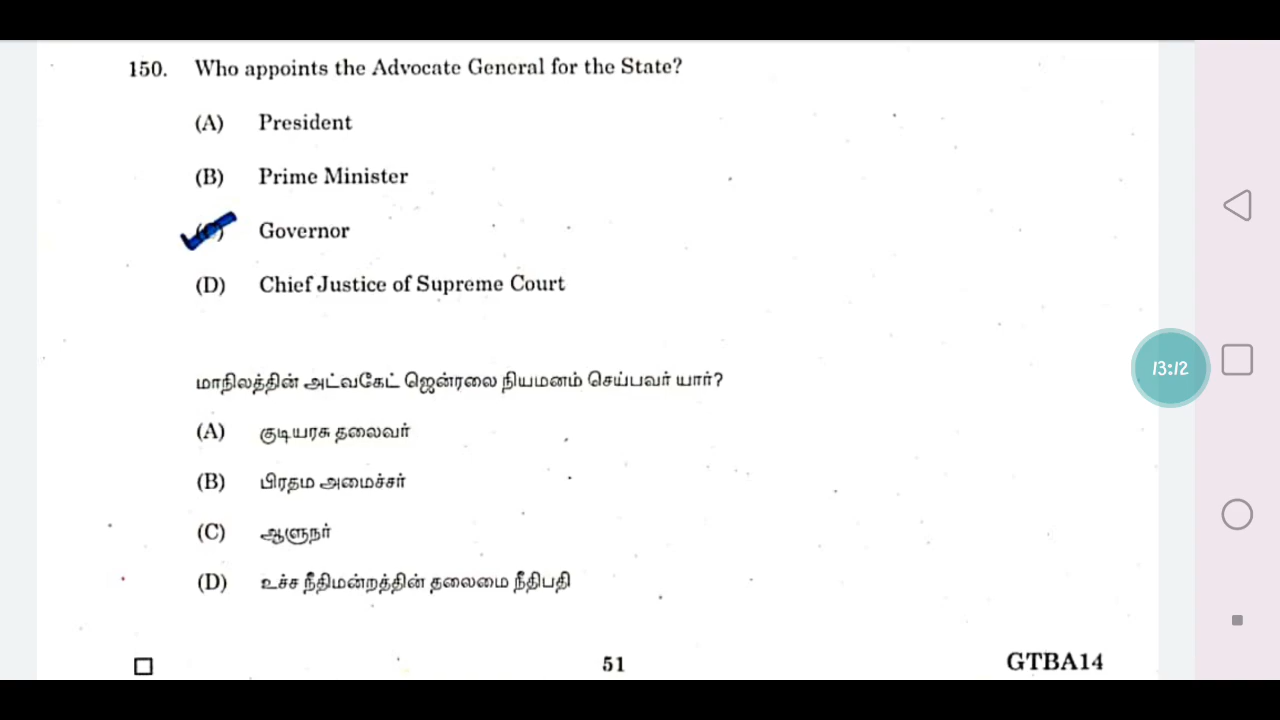 150. Who appoints the Advocate General for the State?
(A) President
(B) Prime Minister
(C) Governor
(D) Chief Justice of Supreme Court
மாநிலத்தின் அட்வகேட் ஜென்ரலை நியமனம் செய்பவர் யார்?
(A) குடியரசு தலைவர்
(B) பிரதம அமைச்சர்
(C) ஆளுநர்
(D) உச்ச நீதிமன்றத்தின் தலைமை நீதிபதி
13:12
51 GTBA14